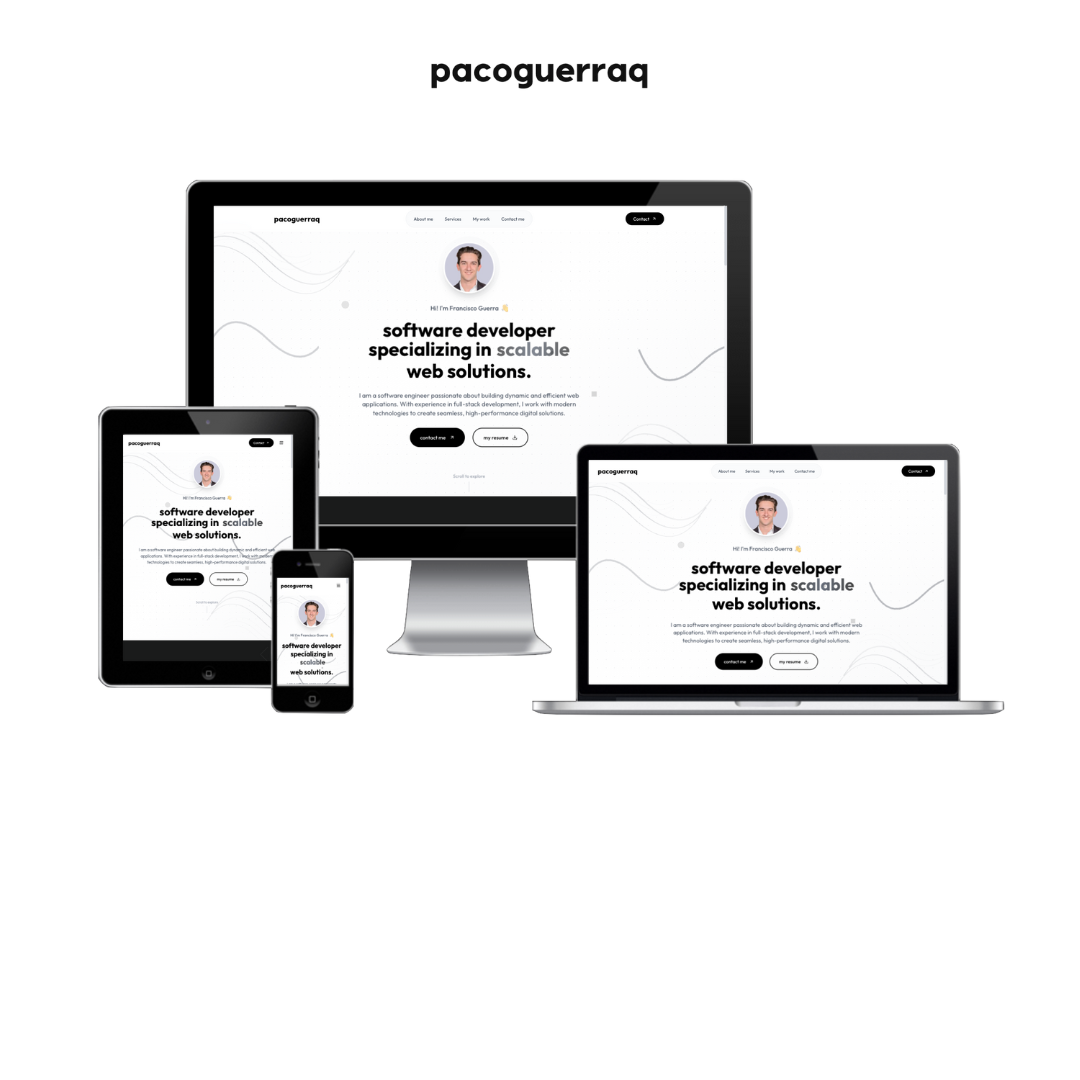 pacoguerraq
pacoguerraq
About me Services My work Contact me
Contact
Hi! I'm Francisco Guerra 👋
software developer
specializing in scalable
web solutions.
I am a software engineer passionate about building dynamic and efficient web
applications. With experience in full-stack development, I work with modern
technologies to create seamless, high-performance digital solutions.
contact me my resume
Scroll to explore
pacoguerraq
Contact
Hi! I'm Francisco Guerra 👋
software developer
specializing in scalable
web solutions.
I am a software engineer passionate about building dynamic and efficient web
applications. With experience in full-stack development, I work with modern
technologies to create seamless, high-performance digital solutions.
contact me my resume
Scroll to explore
pacoguerraq
Hi! I'm Francisco Guerra 👋
software developer
specializing in
scalable
web solutions.
pacoguerraq
About me Services My work Contact me
Contact
Hi! I'm Francisco Guerra 👋
software developer
specializing in scalable
web solutions.
I am a software engineer passionate about building dynamic and efficient web
applications. With experience in full-stack development, I work with modern
technologies to create seamless, high-performance digital solutions.
contact me my resume